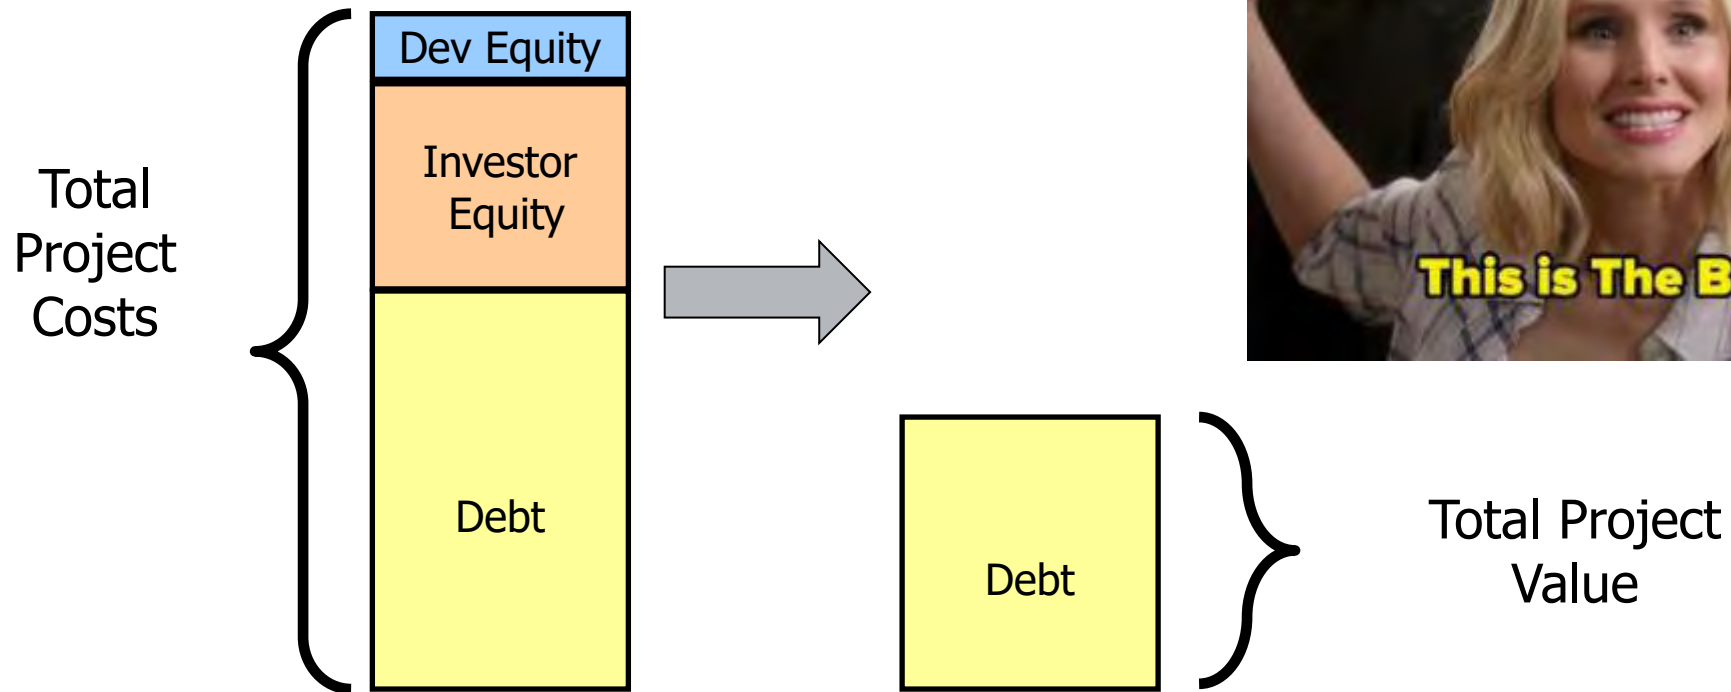 Dev Equity
Investor
Equity
Total
Project
Costs
Debt
This is The B
Debt
Total Project
Value